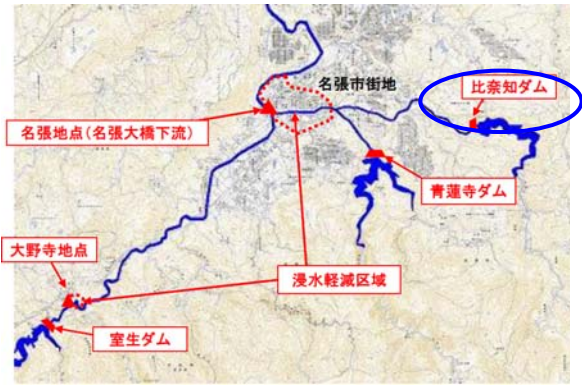 名張市街地
比奈知ダム
名張地点(名張大橋下流)
青蓮寺ダム
大野寺地点
浸水軽減区域
室生ダム